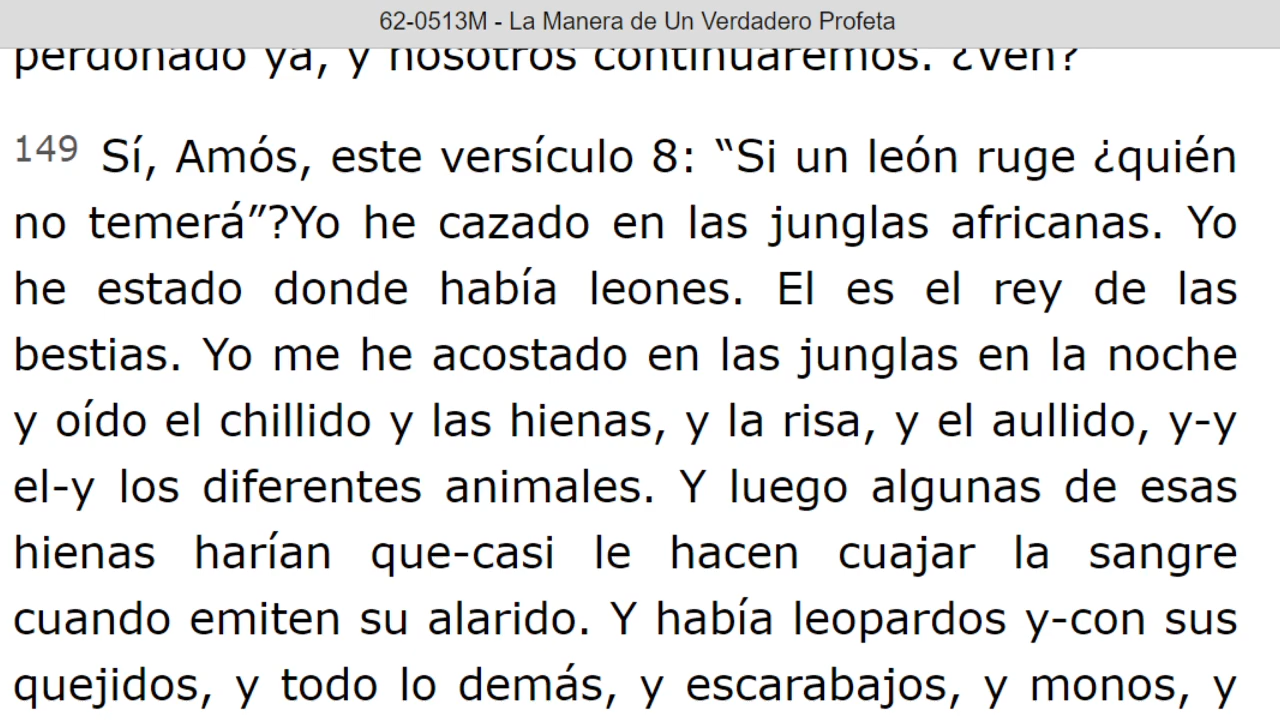 62-0513M - La Manera de Un Verdadero Profeta
perdonado ya, y nosotros continuaremos. ¿Ven?
149 Sí, Amós, este versículo 8: “Si un león ruge ¿quién
no temerá”?Yo he cazado en las junglas africanas. Yo
he estado donde había leones. El es el rey de las
bestias. Yo me he acostado en las junglas en la noche
y oído el chillido y las hienas, y la risa, y el aullido, y-y
el-y los diferentes animales. Y luego algunas de esas
hienas harían que-casi le hacen cuajar la sangre
cuando emiten su alarido. Y había leopardos y-con sus
quejidos, y todo lo demás, y escarabajos, y monos, y